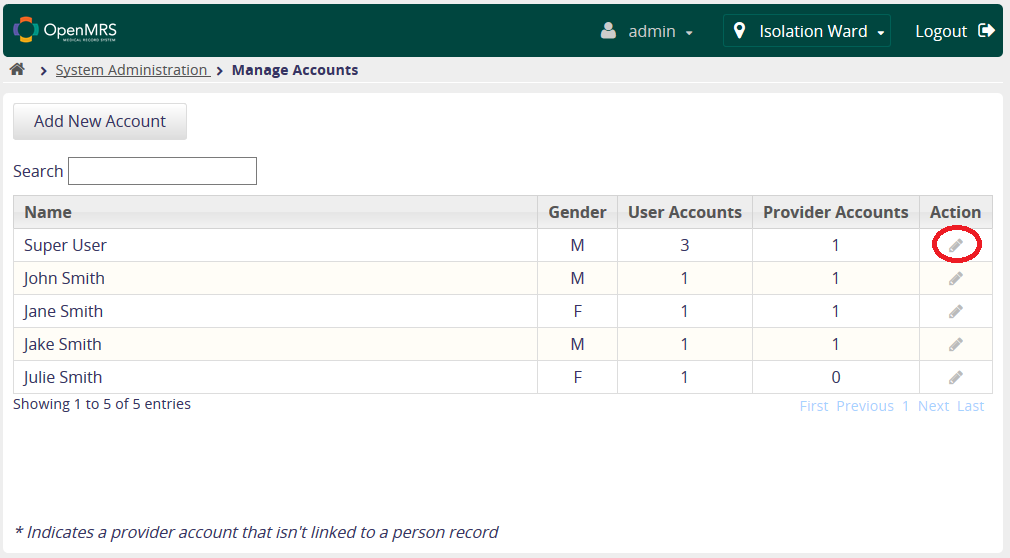 OpenMRS
MEDICAL RECORD SYSTEM
admin
Isolation Ward
Logout
System Administration
Manage Accounts
Add New Account
Search
Name Gender User Accounts Provider Accounts Action
Super User M 3 1
John Smith M 1 1
Jane Smith F 1 1
Jake Smith M 1 1
Julie Smith F 1 0
Showing 1 to 5 of 5 entries
First Previous 1 Next Last
* Indicates a provider account that isn't linked to a person record